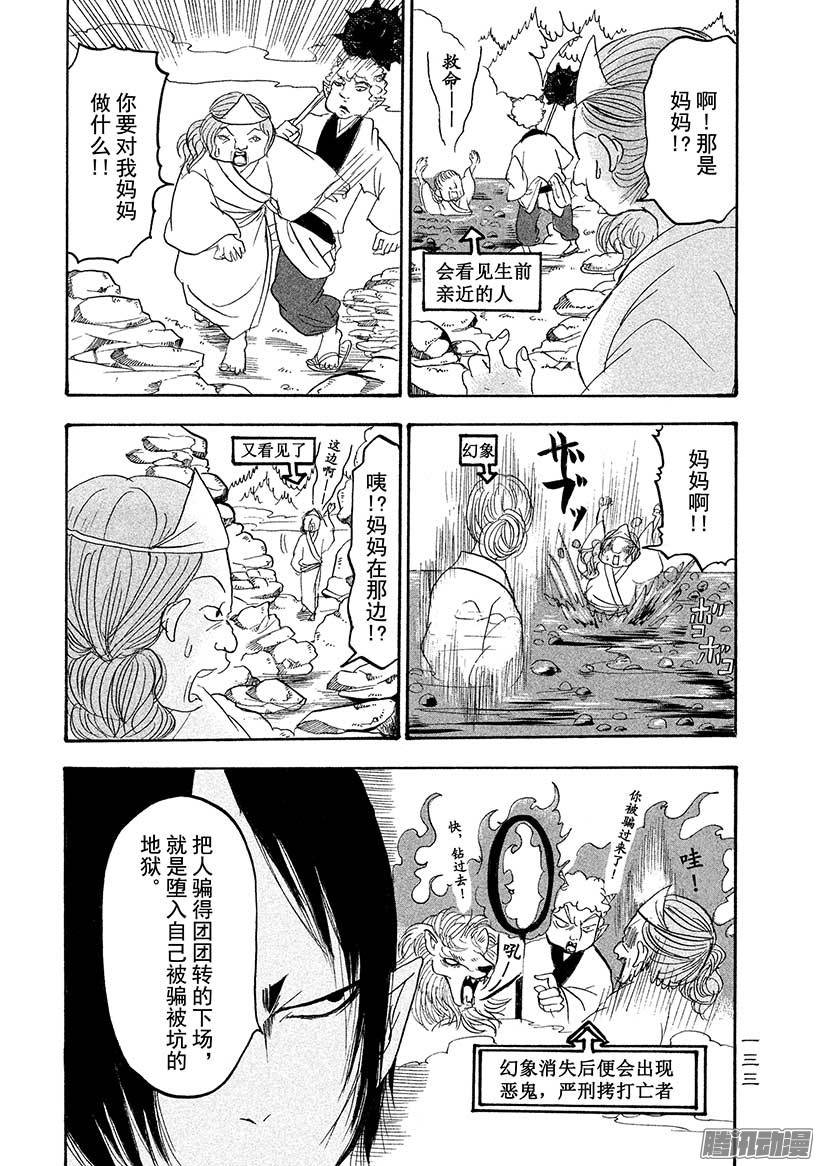 啊！那是
妈妈！？
救命——
会看见生前
亲近的人
你要对我妈妈
做什么！！
妈妈啊！！
ザブッ
幻象
ボコボコ
咦！？妈妈在那边！？
这边啊
又看见了
哇！
你被骗过来了！
快，钻过去！
吼
幻象消失后便会出现
恶鬼，严刑拷打亡者
把人骗得团团转的下场，
就是堕入自己被骗被坑的
地狱。
一三三
腾讯动漫